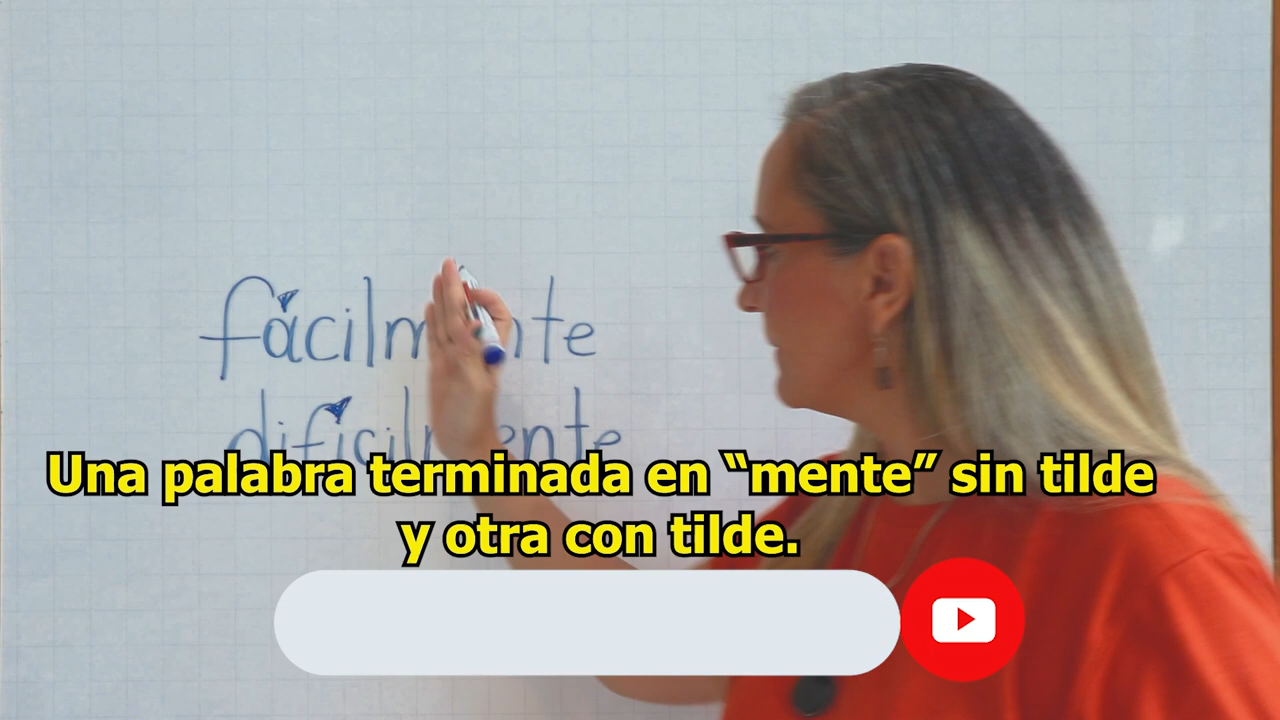 fácilmente
difícilmente
Una palabra terminada en “mente” sin tilde
y otra con tilde.